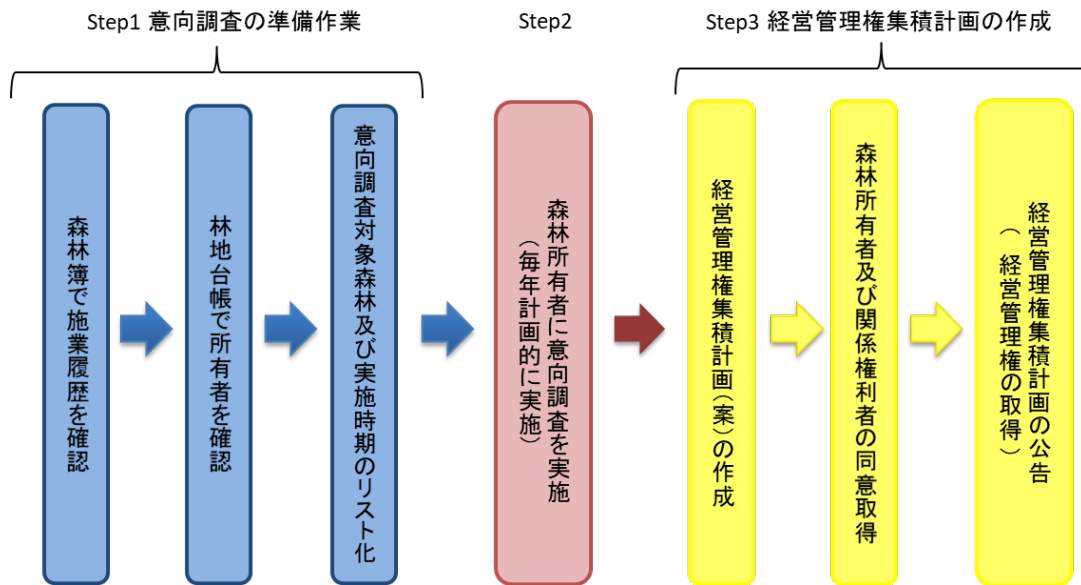 Step1 意向調査の準備作業
Step2
Step3 経営管理権集積計画の作成
森林簿で施業履歴を確認
林地台帳で所有者を確認
意向調査対象森林及び実施時期のリスト化
森林所有者に意向調査を実施
（毎年計画的に実施）
経営管理権集積計画（案）の作成
森林所有者及び関係権利者の同意取得
経営管理権集積計画の公告
（ 経営管理権の取得）